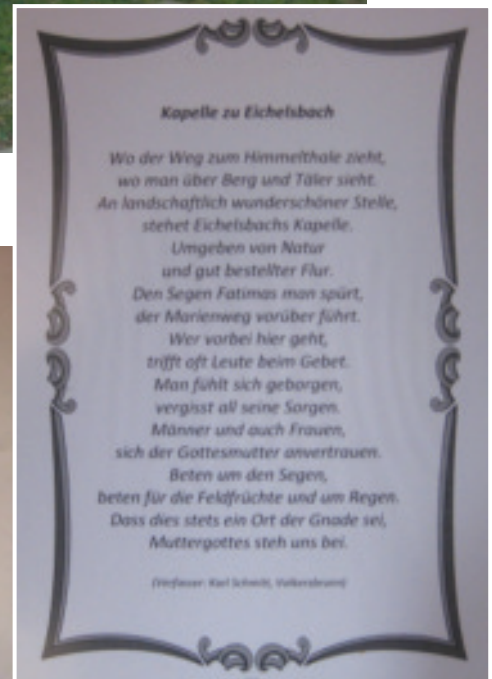 Kapelle zu Eichelsbach
Wo der Weg zum Himmelthale zieht,
wo man über Berg und Täler sieht.
An landschaftlich wunderschöner Stelle,
stehet Eichelsbachs Kapelle.
Umgeben von Natur
und gut bestellter Flur.
Den Segen Fatimas man spürt,
der Marienweg vorüber führt.
Wer vorbei hier geht,
trifft oft Leute beim Gebet.
Man fühlt sich geborgen,
vergisst all seine Sorgen.
Männer und auch Frauen,
sich der Gottesmutter anvertrauen.
Beten um den Segen,
beten für die Feldfrüchte und um Regen.
Dass dies stets ein Ort der Gnade sei,
Muttergottes steh uns bei.
(Verfasser: Karl Schmitt, Volkersbrunn)